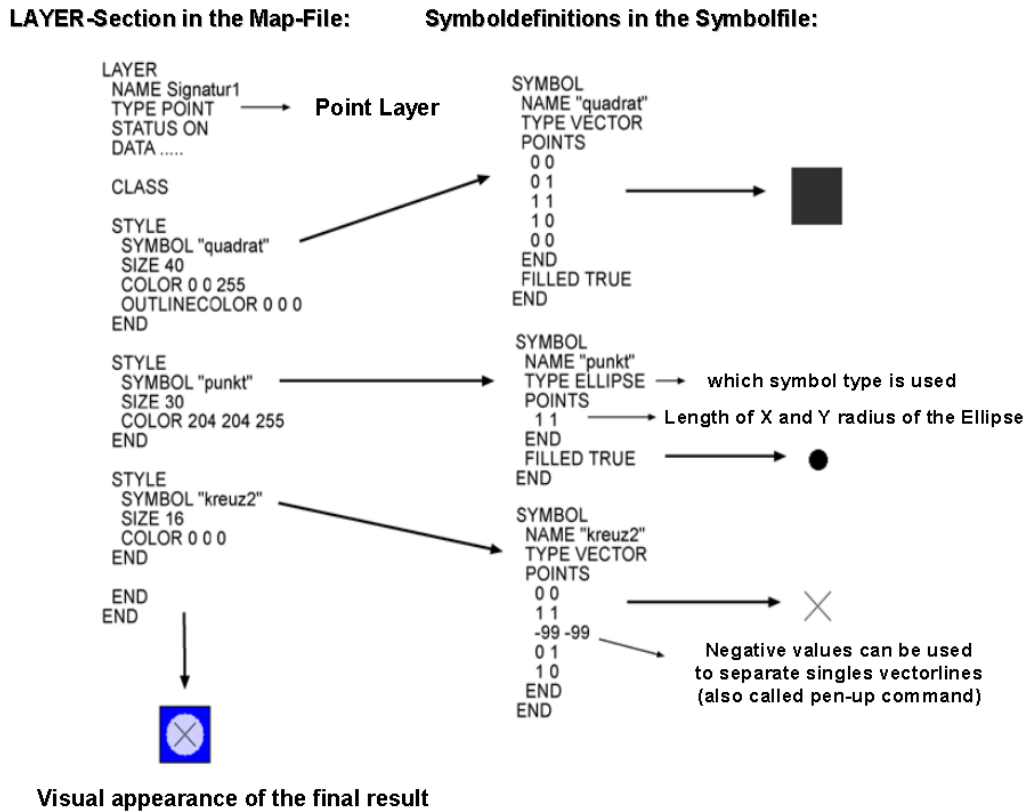 LAYER-Section in the Map-File:
LAYER
NAME Signatur1
TYPE POINT
Point Layer
STATUS ON
DATA .....
CLASS
STYLE
SYMBOL "quadrat"
SIZE 40
COLOR 0 0 255
OUTLINECOLOR 0 0 0
END
STYLE
SYMBOL "punkt"
SIZE 30
COLOR 204 204 255
END
STYLE
SYMBOL "kreuz2"
SIZE 16
COLOR 0 0 0
END
END
END
Visual appearance of the final result
Symboldefinitions in the Symbolfile:
SYMBOL
NAME "quadrat"
TYPE VECTOR
POINTS
0 0
0 1
1 1
1 0
0 0
END
FILLED TRUE
END
SYMBOL
NAME "punkt"
TYPE ELLIPSE
which symbol type is used
POINTS
1 1
Length of X and Y radius of the Ellipse
END
FILLED TRUE
END
SYMBOL
NAME "kreuz2"
TYPE VECTOR
POINTS
0 0
1 1
-99 -99
0 1
1 0
END
END
Negative values can be used
to separate singles vectorlines
(also called pen-up command)